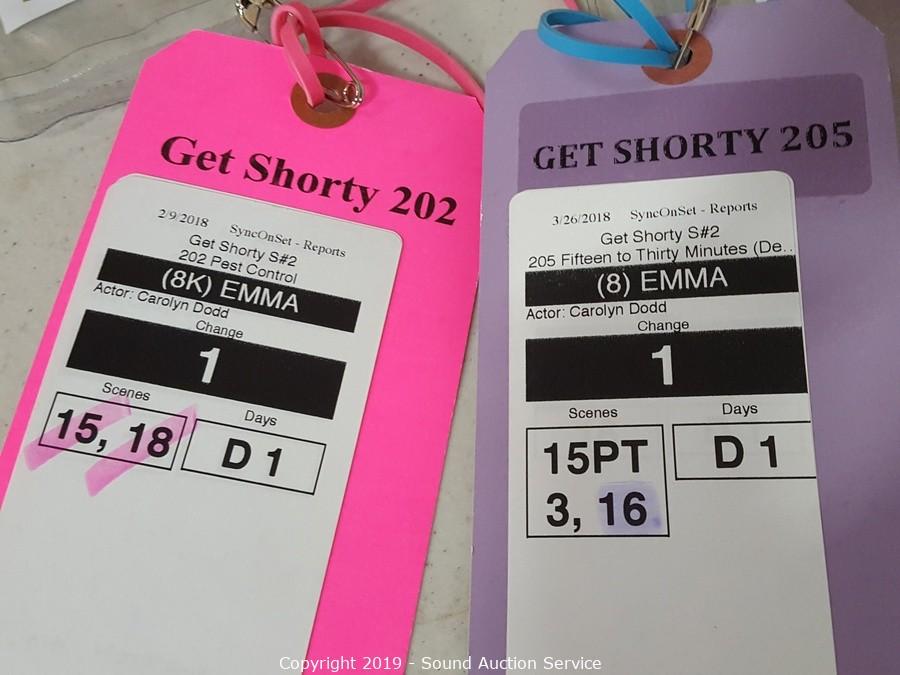 Get Shorty 202
2/9/2018 SyncOnSet - Reports
Get Shorty S#2
202 Pest Control
(8K) EMMA
Actor: Carolyn Dodd
Change
1
Scenes
Days
15, 18
D 1
GET SHORTY 205
3/26/2018 SyncOnSet - Reports
Get Shorty S#2
205 Fifteen to Thirty Minutes (De..
(8) EMMA
Actor: Carolyn Dodd
Change
1
Scenes
Days
15PT
3, 16
D 1
Copyright 2019 - Sound Auction Service